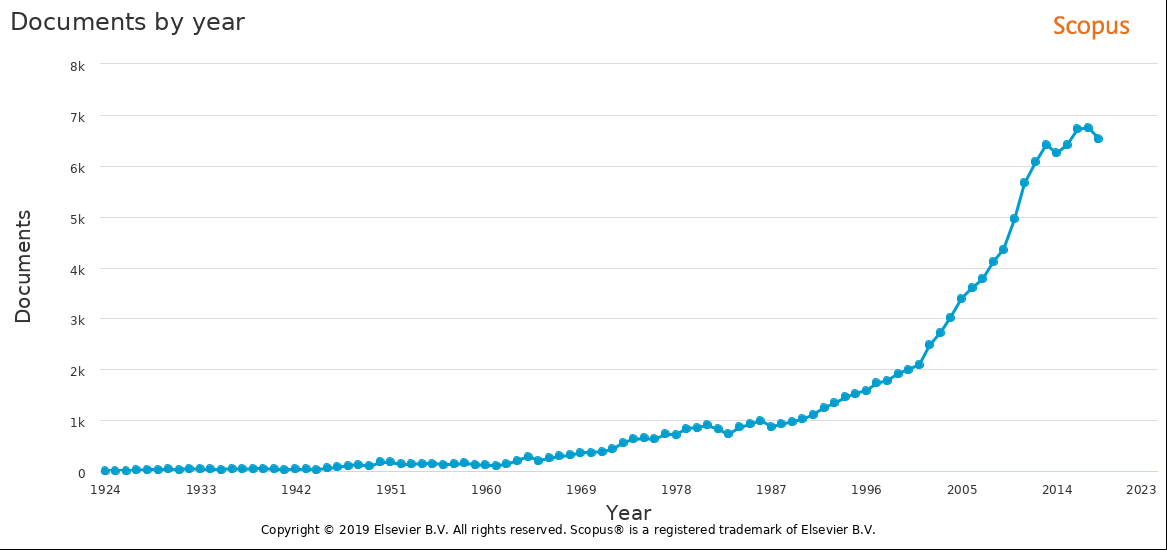 Documents by year
Scopus
8k
7k
6k
5k
4k
3k
2k
1k
0
Documents
1924 1933 1942 1951 1960 1969 1978 1987 1996 2005 2014 2023
Year
Copyright © 2019 Elsevier B.V. All rights reserved. Scopus® is a registered trademark of Elsevier B.V.